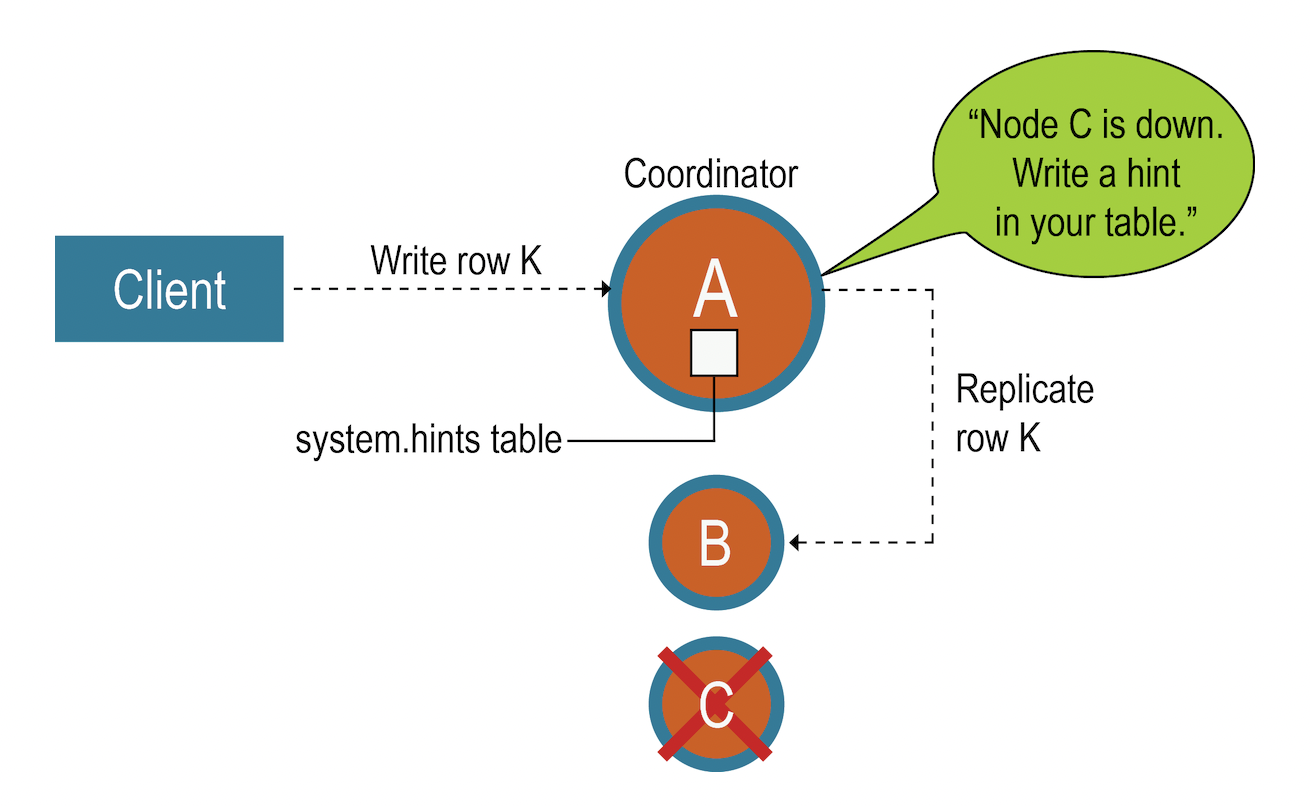 “Node C is down.
Write a hint
in your table.”
Coordinator
Client
Write row K
A
system.hints table
Replicate
row K
B
C